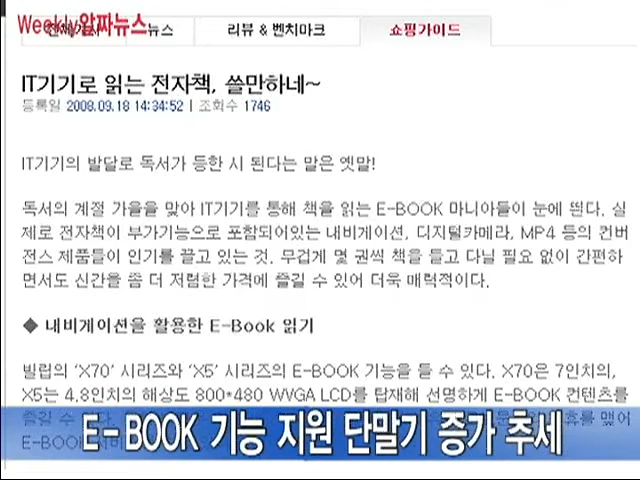 Weekly알짜뉴스
뉴스
리뷰 & 벤치마크
쇼핑가이드
IT기기로 읽는 전자책, 쓸만하네~
등록일 2008.09.18 14:34:52 | 조회수 1746
IT기기의 발달로 독서가 등한 시 된다는 말은 옛말!
독서의 계절 가을을 맞아 IT기기를 통해 책을 읽는 E-BOOK 마니아들이 눈에 띈다. 실
제로 전자책이 부가기능으로 포함되어있는 내비게이션, 디지털카메라, MP4 등의 컨버
전스 제품들이 인기를 끌고 있는 것. 무겁게 몇 권씩 책을 들고 다닐 필요 없이 간편하
면서도 신간을 좀 더 저렴한 가격에 즐길 수 있어 더욱 매력적이다.
◆ 내비게이션을 활용한 E-Book 읽기
빌립의 'X70' 시리즈와 'X5' 시리즈의 E-BOOK 기능을 들 수 있다. X70은 7인치의,
X5는 4.8인치의 해상도 800*480 WVGA LCD를 탑재해 선명하게 E-BOOK 컨텐츠를
즐길 수
맺어
E-BOOK
E-BOOK 기능 지원 단말기 증가 추세